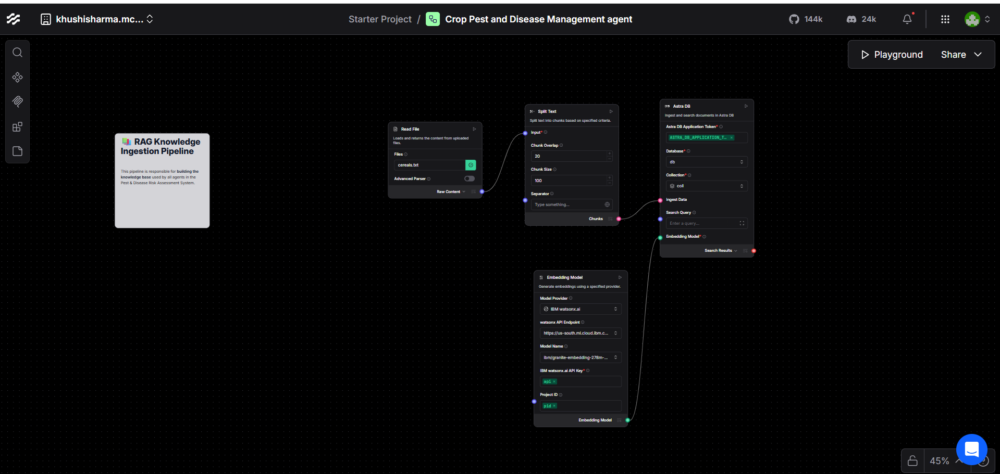 khushisharma.mc...
Starter Project / Crop Pest and Disease Management agent
144k
24k
Playground
Share
RAG Knowledge
Ingestion Pipeline
This pipeline is responsible for building the
knowledge base used by all agents in the
Pest & Disease Risk Assessment System.
Read File
Loads and returns the content from uploaded
files.
Files
cereals.txt
Advanced Parser
Raw Content
Split Text
Split text into chunks based on specified criteria.
Input*
Chunk Overlap
20
Chunk Size
100
Separator
Type something...
Chunks
Astra DB
Ingest and search documents in Astra DB
Astra DB Application Token*
ASTRA_DB_APPLICATION_T... ×
Database*
db
Collection*
coll
Ingest Data
Search Query
Enter a query...
Embedding Model*
Search Results
Embedding Model
Generate embeddings using a specified provider.
Model Provider
IBM watsonx.ai
watsonx API Endpoint
https://us-south.ml.cloud.ibm.c...
Model Name
ibm/granite-embedding-278m-...
IBM watsonx.ai API Key*
api ×
Project ID
pid ×
Embedding Model
45%